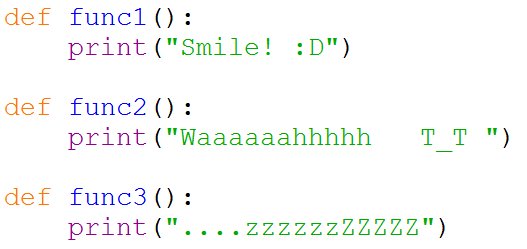 def func1():
    print("Smile! :D")
def func2():
    print("Waaaaaahhhhh   T_T ")
def func3():
    print("....zzzzzzZZZZZ")